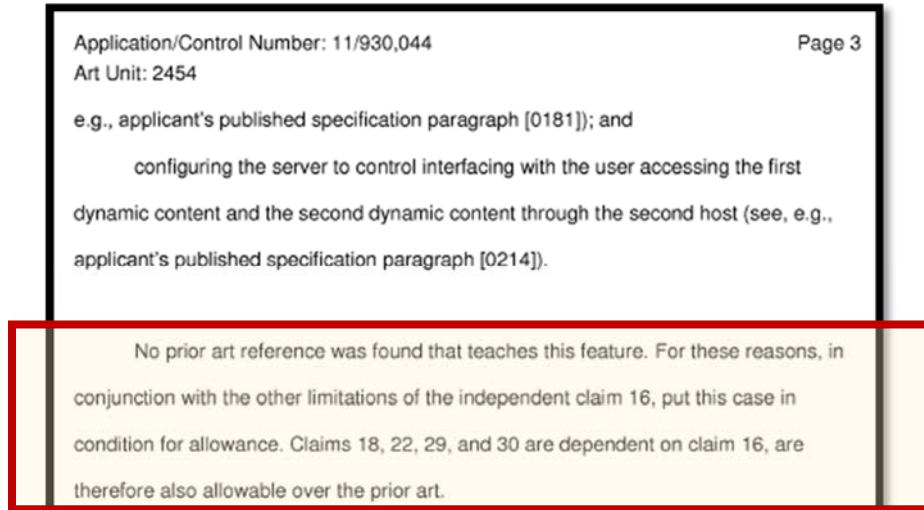 Application/Control Number: 11/930,044 Page 3
Art Unit: 2454
e.g., applicant's published specification paragraph [0181]); and
configuring the server to control interfacing with the user accessing the first
dynamic content and the second dynamic content through the second host (see, e.g.,
applicant's published specification paragraph [0214]).
No prior art reference was found that teaches this feature. For these reasons, in
conjunction with the other limitations of the independent claim 16, put this case in
condition for allowance. Claims 18, 22, 29, and 30 are dependent on claim 16, are
therefore also allowable over the prior art.